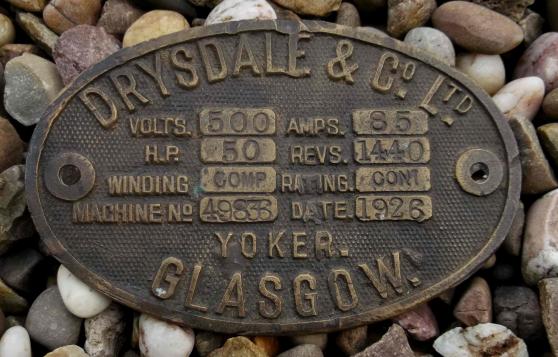 DRYSDALE & Cº LTD
VOLTS. 500 AMPS. 85
H.P. 50 REVS. 1440
WINDING COMP RATING. CONT
MACHINE Nº 49836 DATE. 1926
YOKER.
GLASGOW.